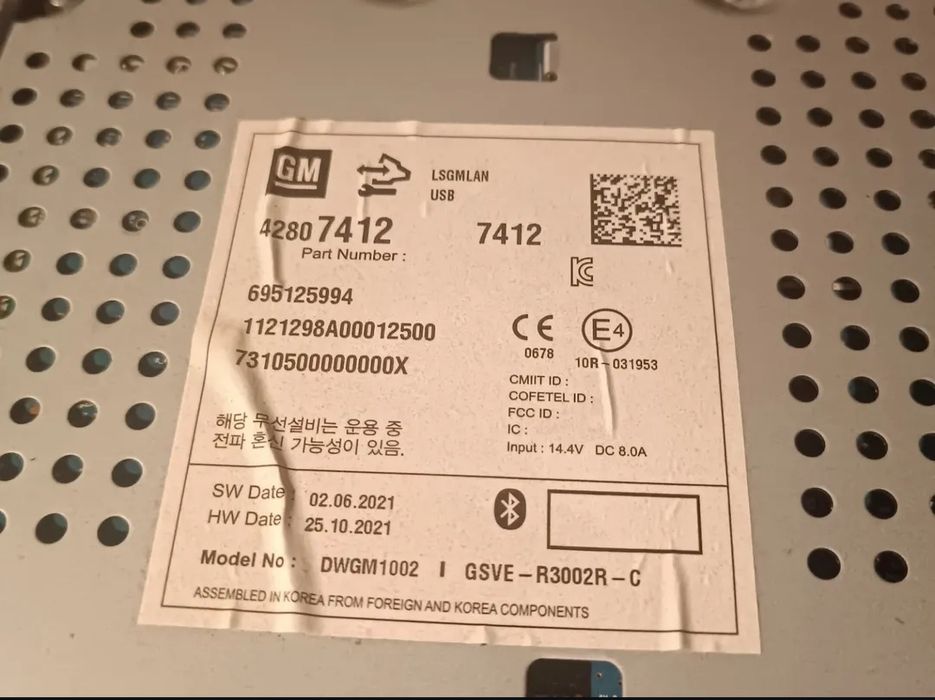 GM
LSGMLAN
USB
42807412
7412
Part Number :
695125994
1121298A00012500
7310500000000X
CE
0678
E4
10R-031953
CMIIT ID :
COFETEL ID :
FCC ID :
IC :
Input : 14.4V DC 8.0A
해당 무선설비는 운용 중
전파 혼신 가능성이 있음.
SW Date : 02.06.2021
HW Date : 25.10.2021
Model No : DWGM1002 I GSVE-R3002R-C
ASSEMBLED IN KOREA FROM FOREIGN AND KOREA COMPONENTS